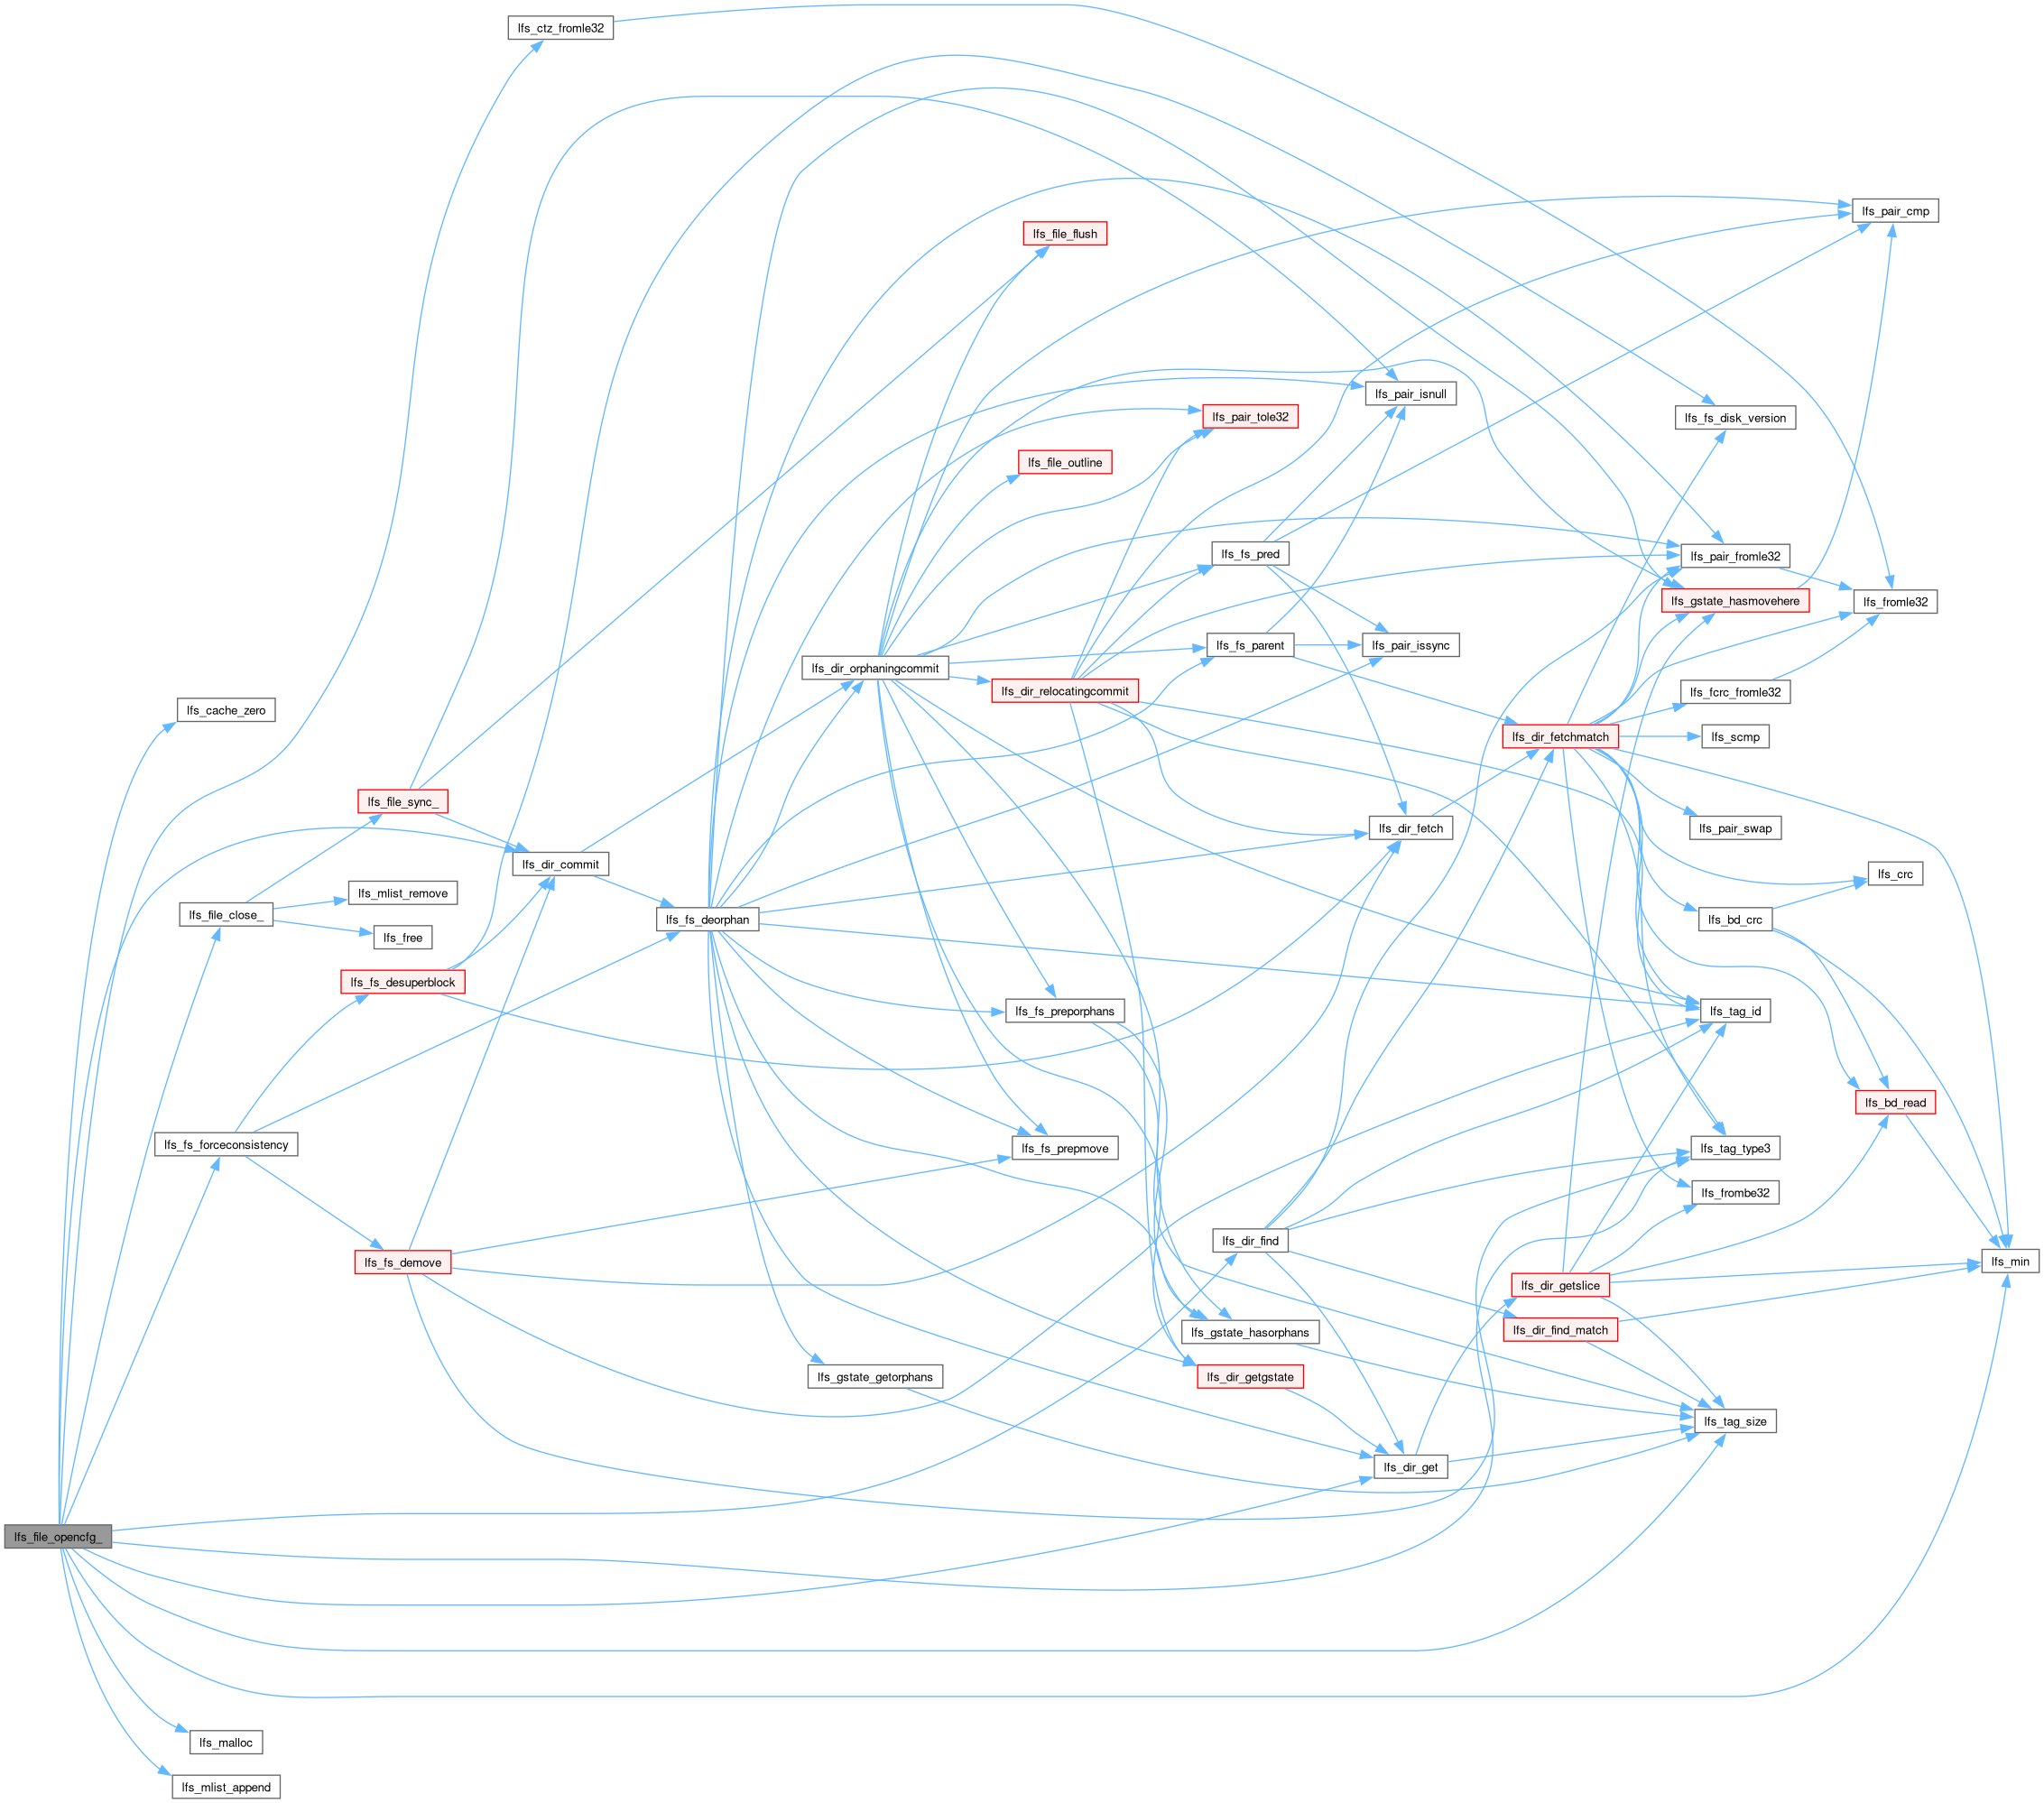 lfs_ctz_fromle32
lfs_pair_cmp
lfs_file_flush
lfs_pair_isnull
lfs_pair_tole32
lfs_fs_disk_version
lfs_file_outline
lfs_fs_pred
lfs_pair_fromle32
lfs_gstate_hasmovehere
lfs_fromle32
lfs_fs_parent
lfs_pair_issync
lfs_dir_orphaningcommit
lfs_dir_relocatingcommit
lfs_fcrc_fromle32
lfs_cache_zero
lfs_dir_fetchmatch
lfs_scmp
lfs_file_sync_
lfs_dir_fetch
lfs_pair_swap
lfs_dir_commit
lfs_crc
lfs_mlist_remove
lfs_file_close_
lfs_fs_deorphan
lfs_bd_crc
lfs_free
lfs_fs_desuperblock
lfs_fs_preporphans
lfs_tag_id
lfs_bd_read
lfs_fs_forceconsistency
lfs_fs_prepmove
lfs_tag_type3
lfs_frombe32
lfs_dir_find
lfs_fs_demove
lfs_min
lfs_dir_getslice
lfs_gstate_hasorphans
lfs_dir_find_match
lfs_gstate_getorphans
lfs_dir_getgstate
lfs_tag_size
lfs_dir_get
lfs_file_opencfg_
lfs_malloc
lfs_mlist_append